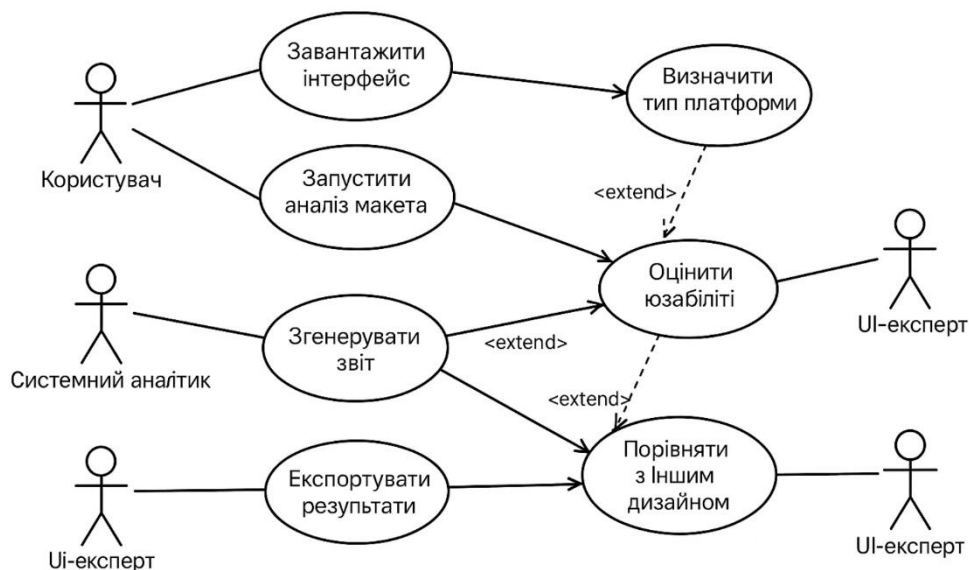 Завантажити
інтерфейс
Визначити
тип платформи
Користувач
Запустити
аналіз макета
<extend>
Оцінити
юзабіліті
UI-експерт
Системний аналітик
Згенерувати
звіт
<extend>
<extend>
Порівняти
з Іншим
дизайном
Експортувати
результати
Ui-експерт
UI-експерт